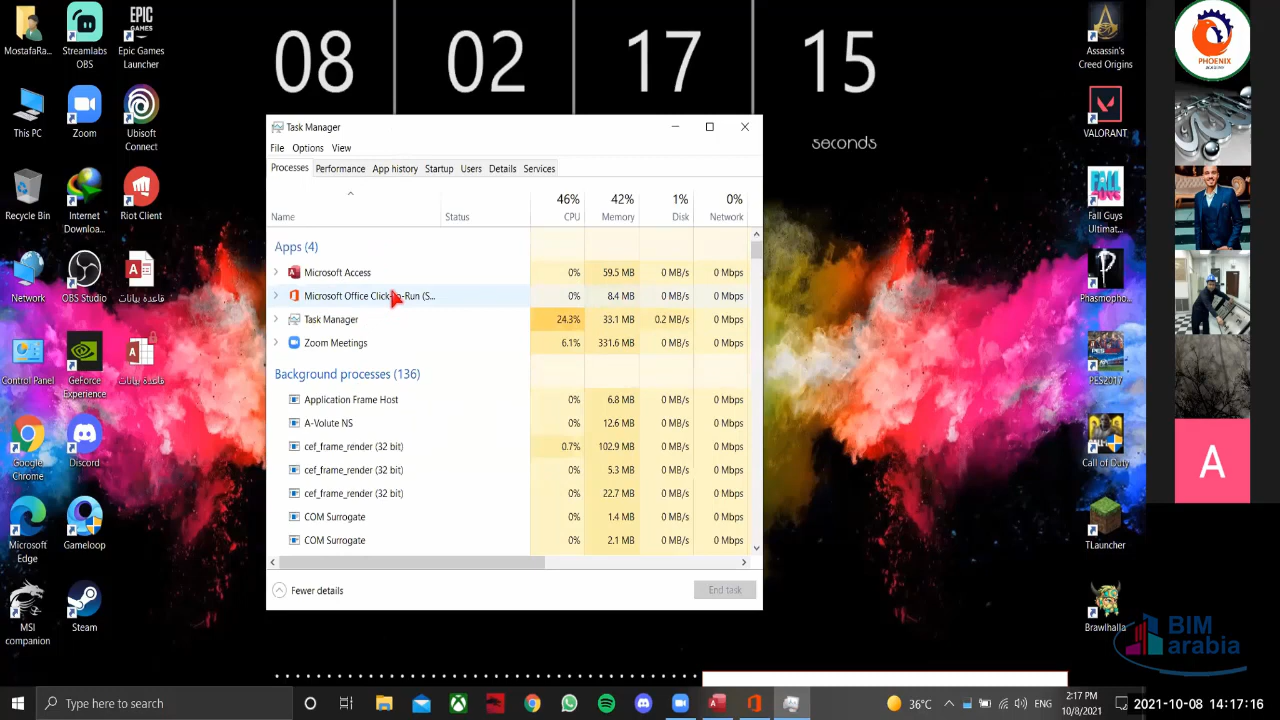 08 02 17 15
seconds
MostafaRa...
Streamlabs OBS
Epic Games Launcher
This PC
Zoom
Ubisoft Connect
Recycle Bin
Internet Downloa...
Riot Client
Network
OBS Studio
قاعدة بيانات
Control Panel
GeForce Experience
قاعدة بيانات
Google Chrome
Discord
Microsoft Edge
Gameloop
MSI companion
Steam
EPIC GAMES
Task Manager
File Options View
Processes Performance App history Startup Users Details Services
46% 42% 1% 0%
Name Status CPU Memory Disk Network
Apps (4)
Microsoft Access 0% 59.5 MB 0 MB/s 0 Mbps
Microsoft Office Click-to-Run (S... 0% 8.4 MB 0 MB/s 0 Mbps
Task Manager 24.3% 33.1 MB 0.2 MB/s 0 Mbps
Zoom Meetings 6.1% 331.6 MB 0 MB/s 0 Mbps
Background processes (136)
Application Frame Host 0% 6.8 MB 0 MB/s 0 Mbps
A-Volute NS 0% 12.6 MB 0 MB/s 0 Mbps
cef_frame_render (32 bit) 0.7% 102.9 MB 0 MB/s 0 Mbps
cef_frame_render (32 bit) 0% 5.3 MB 0 MB/s 0 Mbps
cef_frame_render (32 bit) 0% 22.7 MB 0 MB/s 0 Mbps
COM Surrogate 0% 1.4 MB 0 MB/s 0 Mbps
COM Surrogate 0% 2.1 MB 0 MB/s 0 Mbps
Fewer details
End task
Assassin's Creed Origins
VALORANT
Fall Guys Ultimat...
Phasmopho...
PES2017
Call of Duty
TLauncher
Brawlhalla
PHOENIX
A
BIM
arabia
Type here to search
36°C
ENG
2:17 PM
10/8/2021
2021-10-08 14:17:16